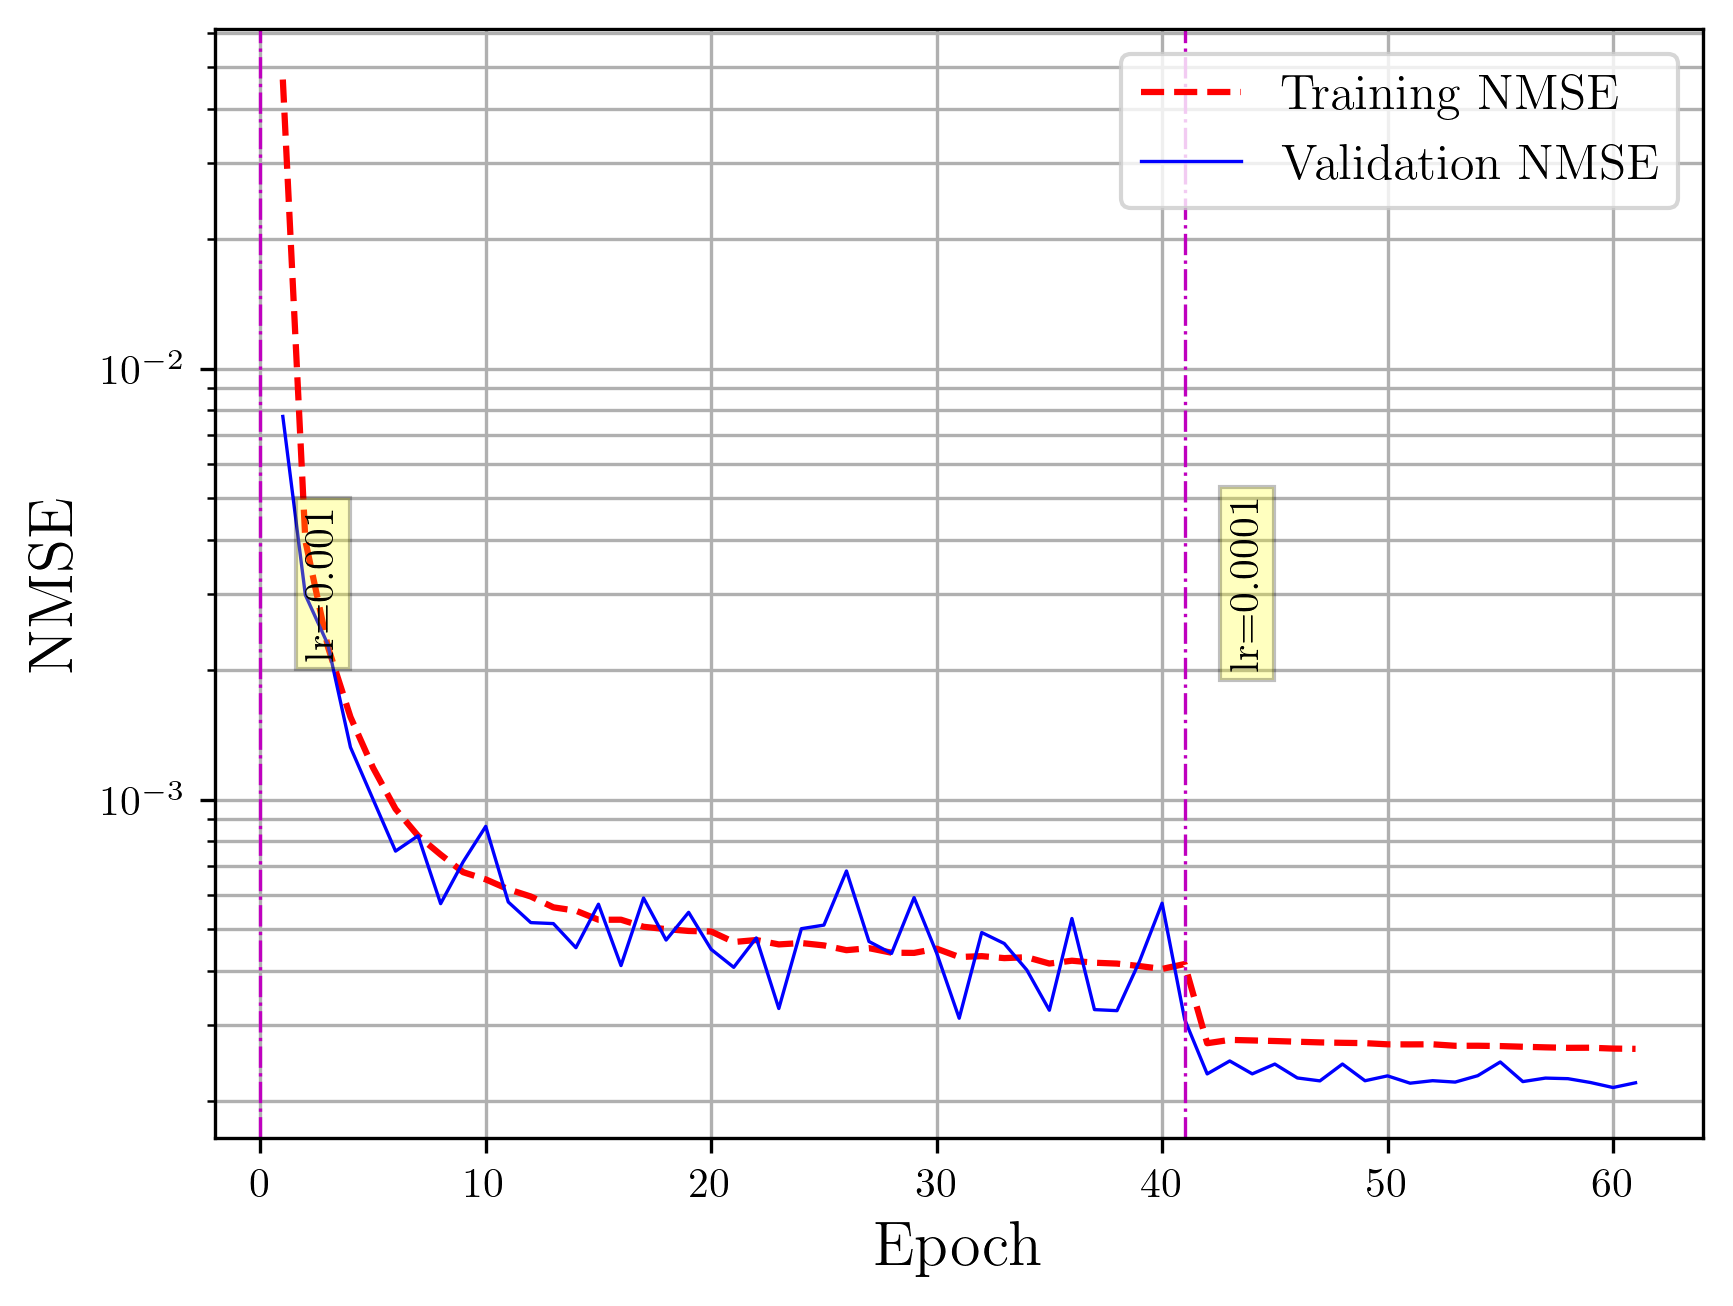 Training NMSE
Validation NMSE
10⁻²
10⁻³
NMSE
lr=0.001
lr=0.0001
0 10 20 30 40 50 60
Epoch